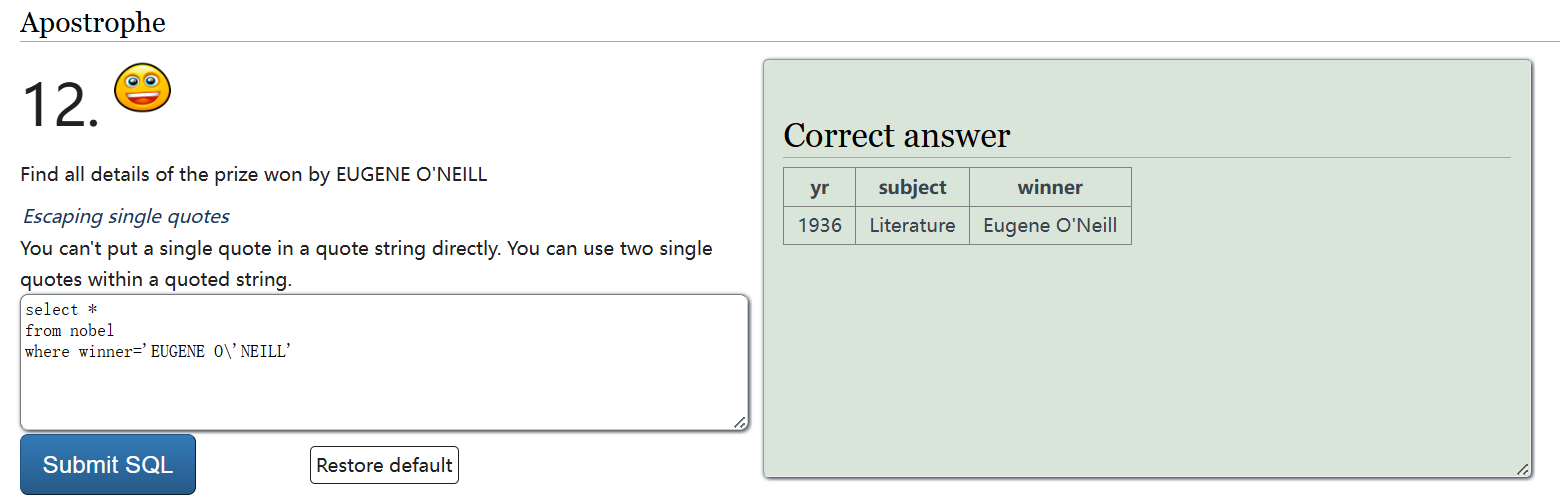 Apostrophe
12.
Find all details of the prize won by EUGENE O'NEILL
Escaping single quotes
You can't put a single quote in a quote string directly. You can use two single
quotes within a quoted string.
select *
from nobel
where winner='EUGENE O\'NEILL'
Submit SQL
Restore default
Correct answer
yr subject winner
1936 Literature Eugene O'Neill